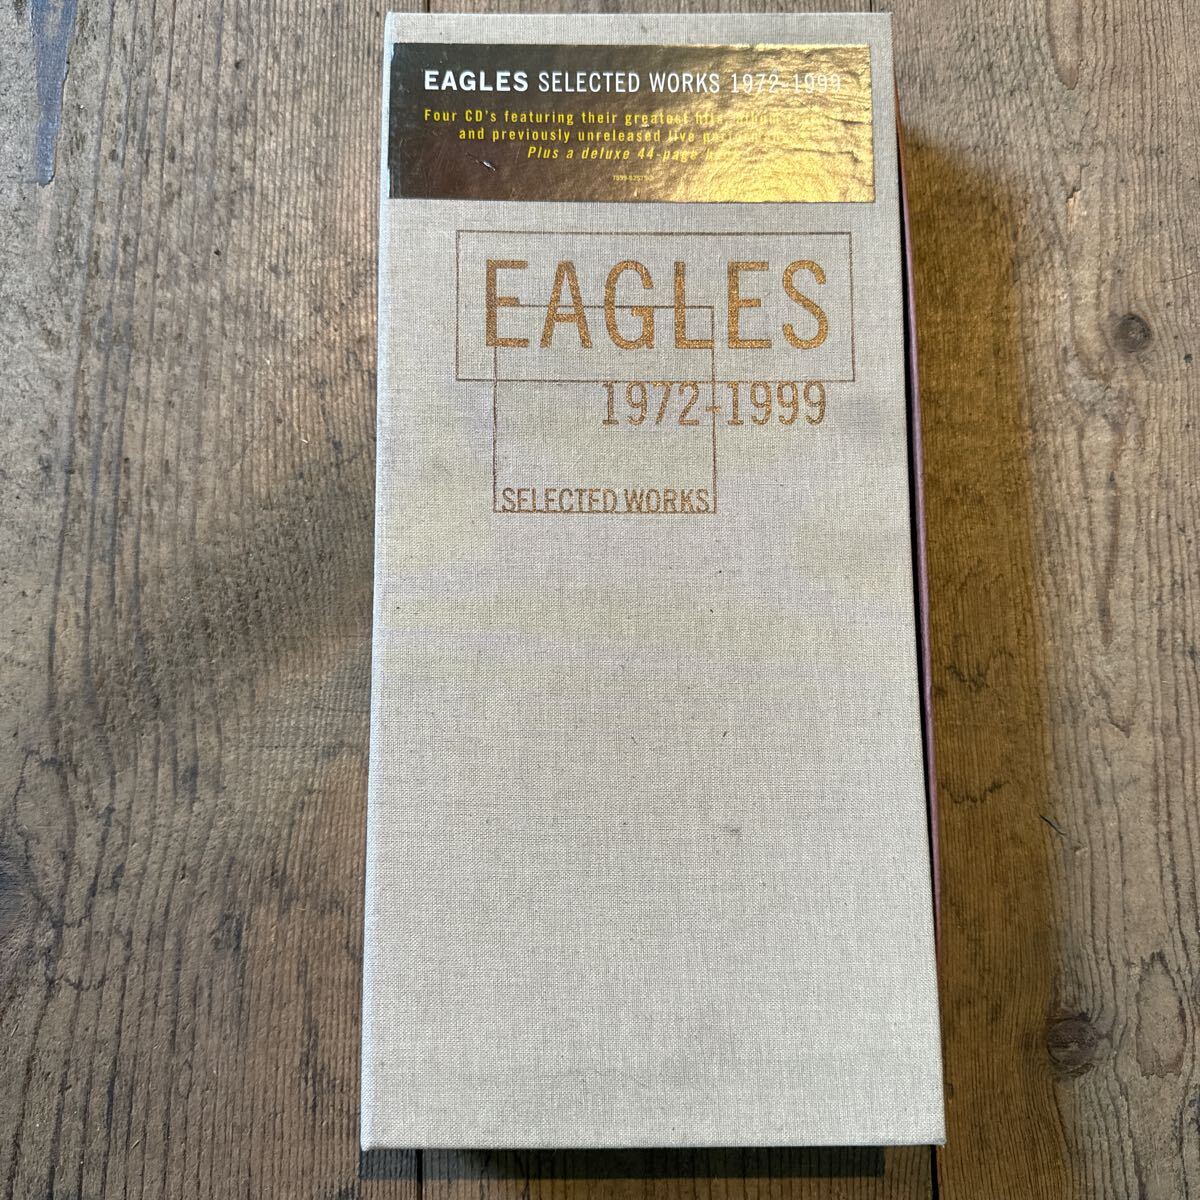 EAGLES SELECTED WORKS 1972-1999
Four CD's featuring their greatest hits,
and previously unreleased live
Plus a deluxe 44-page
EAGLES
1972-1999
SELECTED WORKS